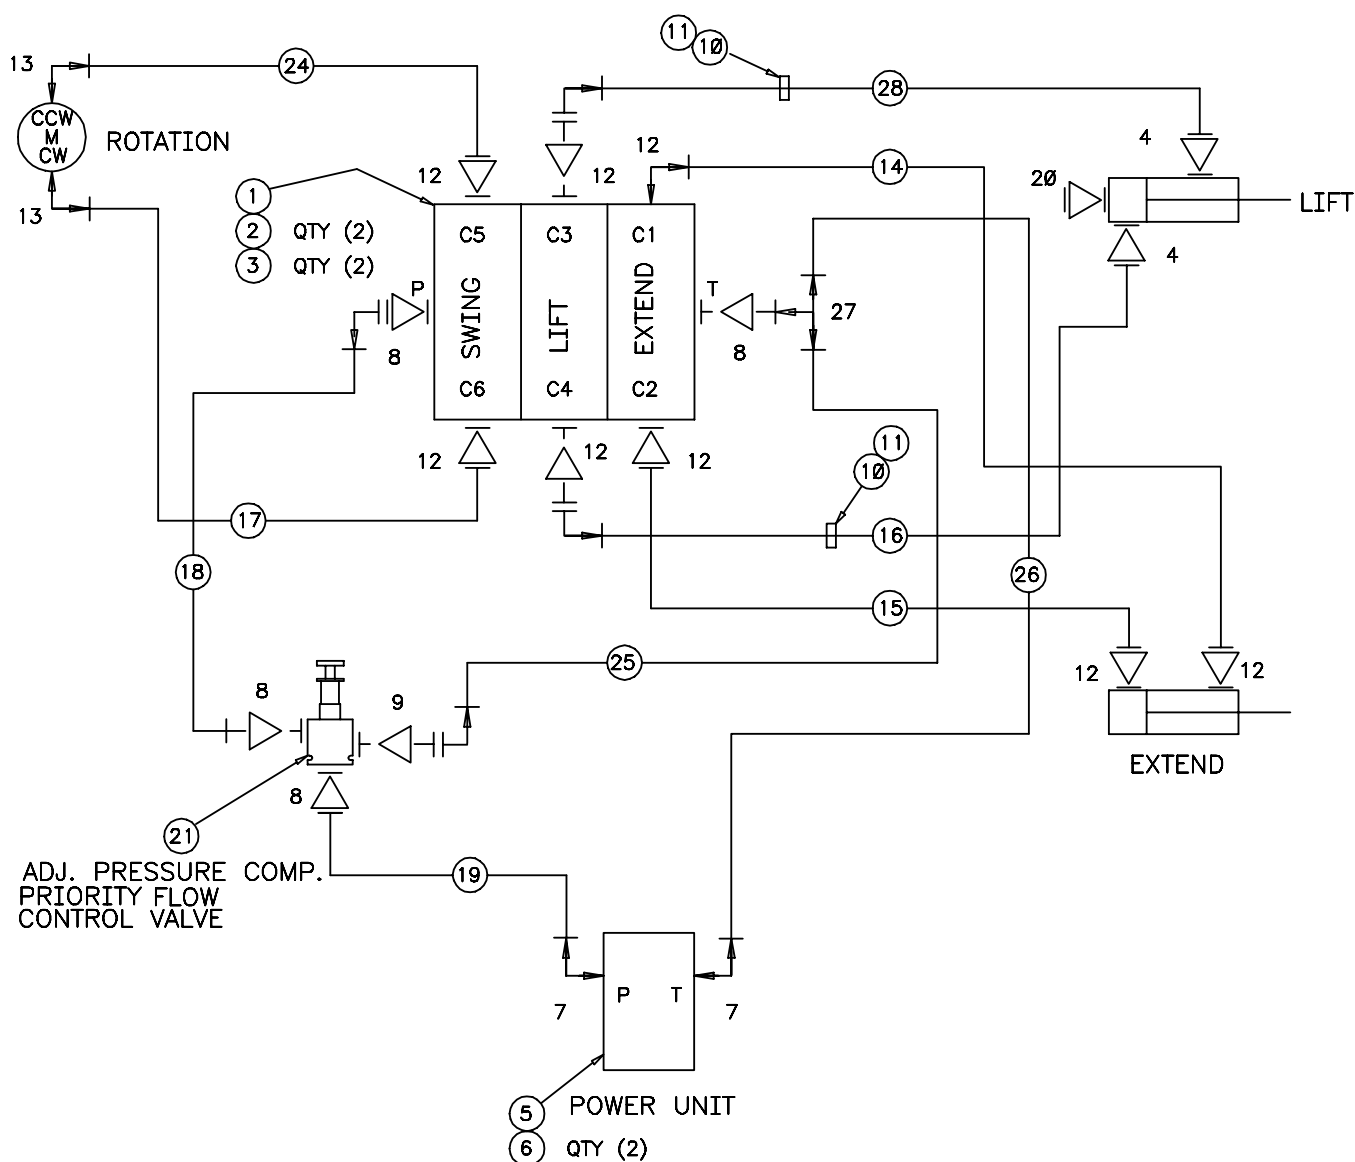 11
10
13
24
28
CCW
M
CW
ROTATION
4
12
14
12
12
20
LIFT
13
1
2 QTY (2)
3 QTY (2)
C5 C3 C1
4
P
T
SWING
LIFT
EXTEND
27
8
8
C6 C4 C2
11
12
12
12
10
17
16
18
26
15
25
12
12
8
9
EXTEND
8
21
ADJ. PRESSURE COMP.
PRIORITY FLOW
CONTROL VALVE
19
P T
7
7
5 POWER UNIT
6 QTY (2)